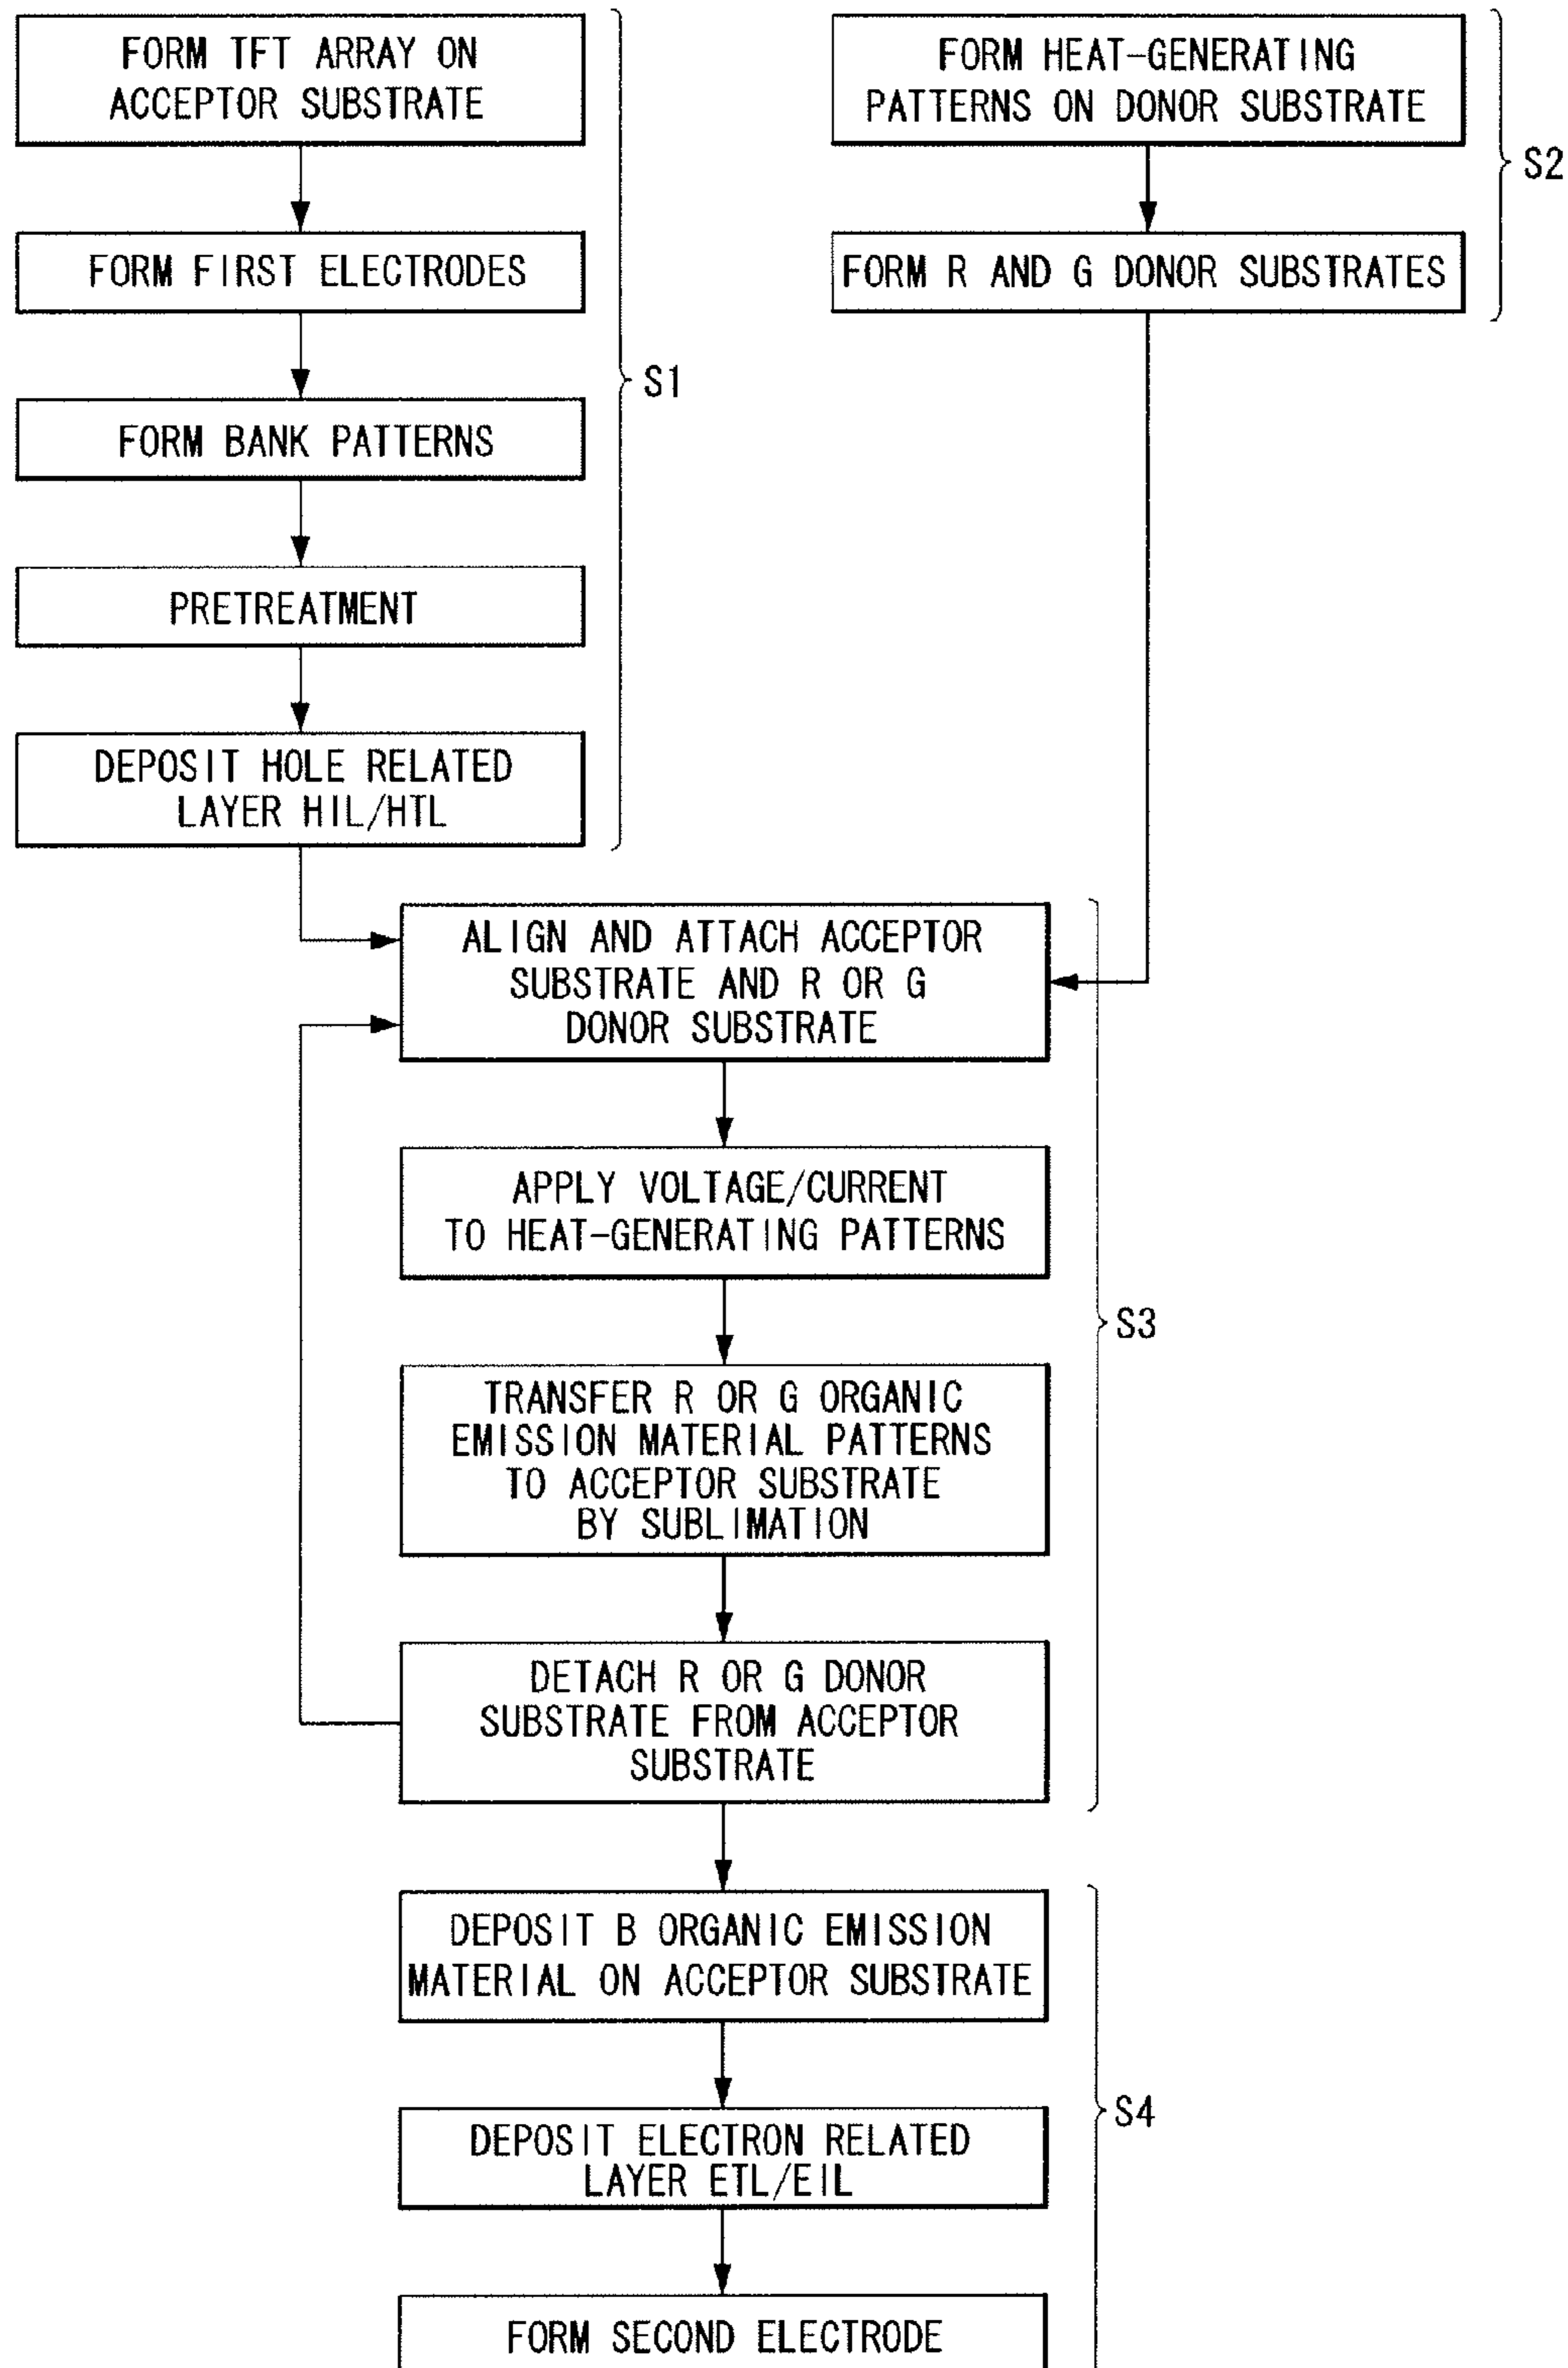 FORM TFT ARRAY ON
ACCEPTOR SUBSTRATE
FORM FIRST ELECTRODES
FORM BANK PATTERNS
PRETREATMENT
DEPOSIT HOLE RELATED
LAYER HIL/HTL
S1
FORM HEAT-GENERATING
PATTERNS ON DONOR SUBSTRATE
FORM R AND G DONOR SUBSTRATES
S2
ALIGN AND ATTACH ACCEPTOR
SUBSTRATE AND R OR G
DONOR SUBSTRATE
APPLY VOLTAGE/CURRENT
TO HEAT-GENERATING PATTERNS
TRANSFER R OR G ORGANIC
EMISSION MATERIAL PATTERNS
TO ACCEPTOR SUBSTRATE
BY SUBLIMATION
DETACH R OR G DONOR
SUBSTRATE FROM ACCEPTOR
SUBSTRATE
S3
DEPOSIT B ORGANIC EMISSION
MATERIAL ON ACCEPTOR SUBSTRATE
DEPOSIT ELECTRON RELATED
LAYER ETL/EIL
FORM SECOND ELECTRODE
S4